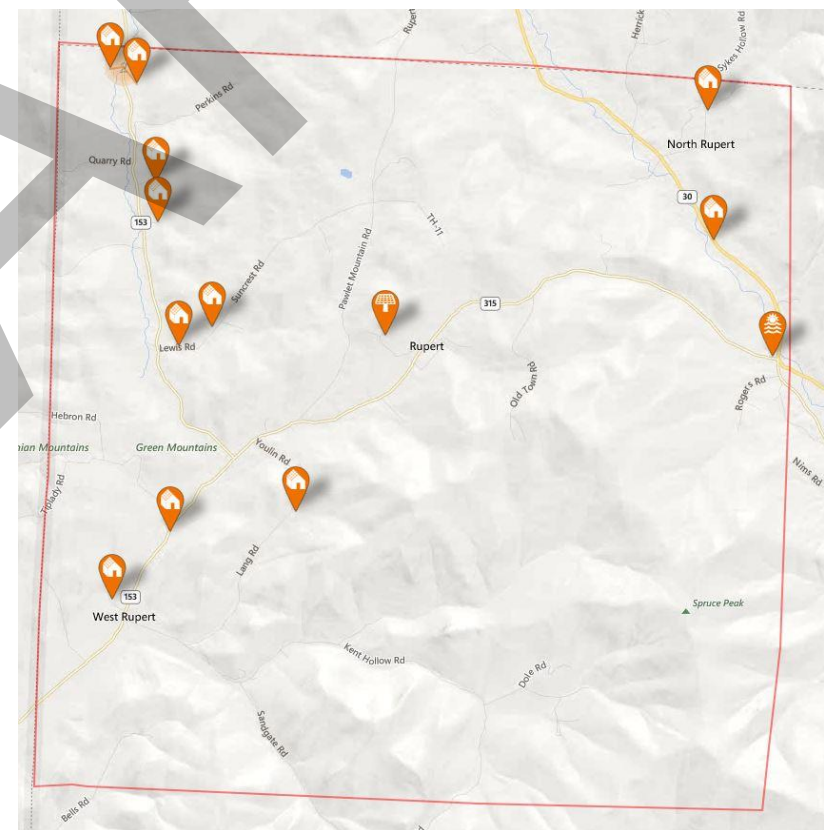 Rupert
Herrick
Sykes Hollow Rd
Perkins Rd
North Rupert
Quarry Rd
30
153
TH-11
Pawlet Mountain Rd
Suncrest Rd
315
Lewis Rd
Rupert
Old Town Rd
Rogers Rd
Hebron Rd
nian Mountains
Green Mountains
Youlin Rd
Nims Rd
Tiplady Rd
Lang Rd
153
West Rupert
Spruce Peak
Kent Hollow Rd
Dole Rd
Sandgate Rd
Bells Rd